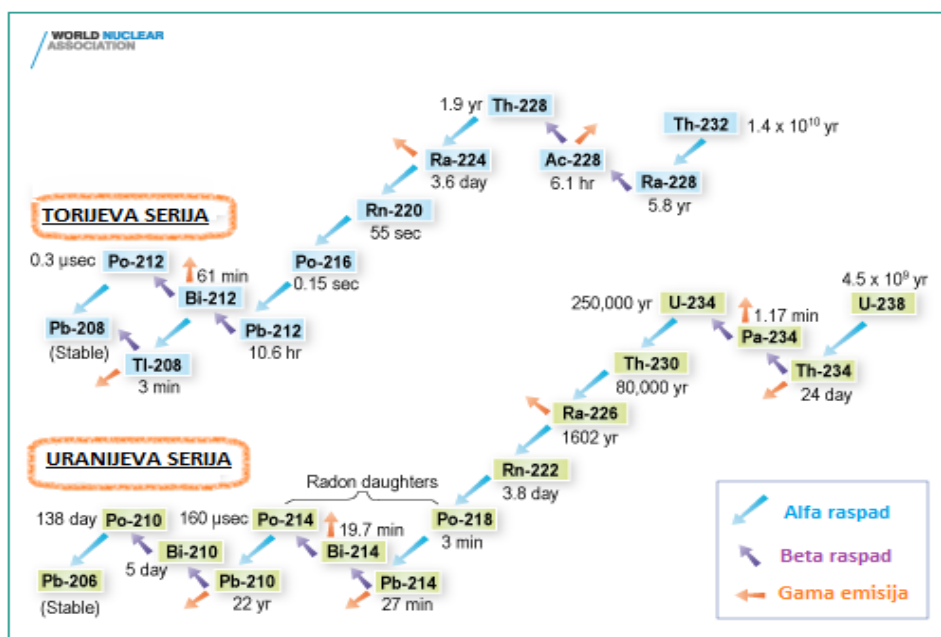 WORLD NUCLEAR
ASSOCIATION
1.9 yr
Th-228
Th-232
1.4 x 10¹⁰ yr
Ra-224
3.6 day
Ac-228
6.1 hr
Ra-228
5.8 yr
TORIJEVA SERIJA
Rn-220
55 sec
0.3 µsec
Po-212
61 min
Po-216
0.15 sec
Bi-212
Pb-208
(Stable)
Pb-212
10.6 hr
Tl-208
3 min
4.5 x 10⁹ yr
250,000 yr
U-234
U-238
1.17 min
Pa-234
Th-230
80,000 yr
Th-234
24 day
Ra-226
1602 yr
URANIJEVA SERIJA
Rn-222
3.8 day
Radon daughters
138 day
Po-210
160 µsec
Po-214
19.7 min
Po-218
3 min
Bi-210
5 day
Bi-214
Pb-206
(Stable)
Pb-210
22 yr
Pb-214
27 min
Alfa raspad
Beta raspad
Gama emisija